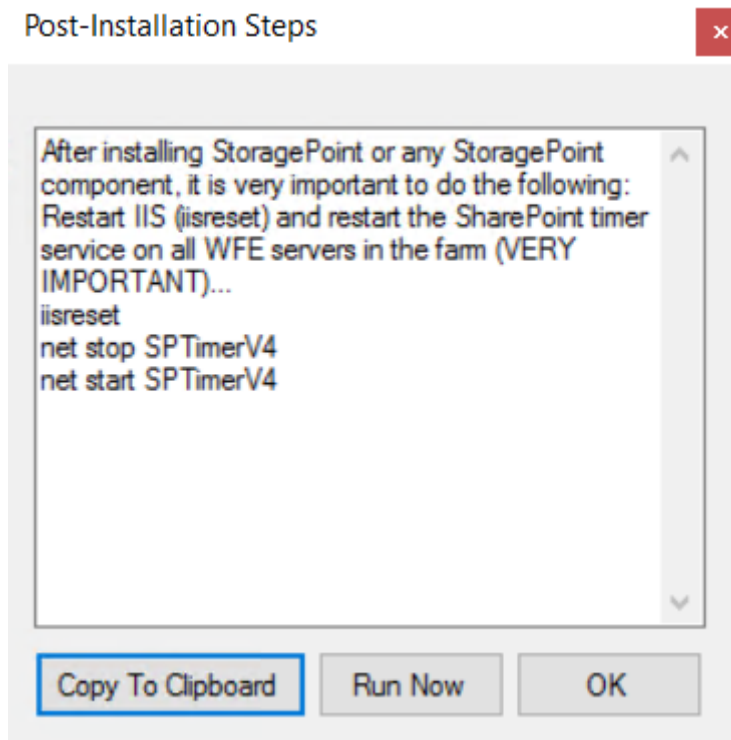 Post-Installation Steps
×
After installing StoragePoint or any StoragePoint
component, it is very important to do the following:
Restart IIS (iisreset) and restart the SharePoint timer
service on all WFE servers in the farm (VERY
IMPORTANT)...
iisreset
net stop SPTimerV4
net start SPTimerV4
Copy To Clipboard
Run Now
OK